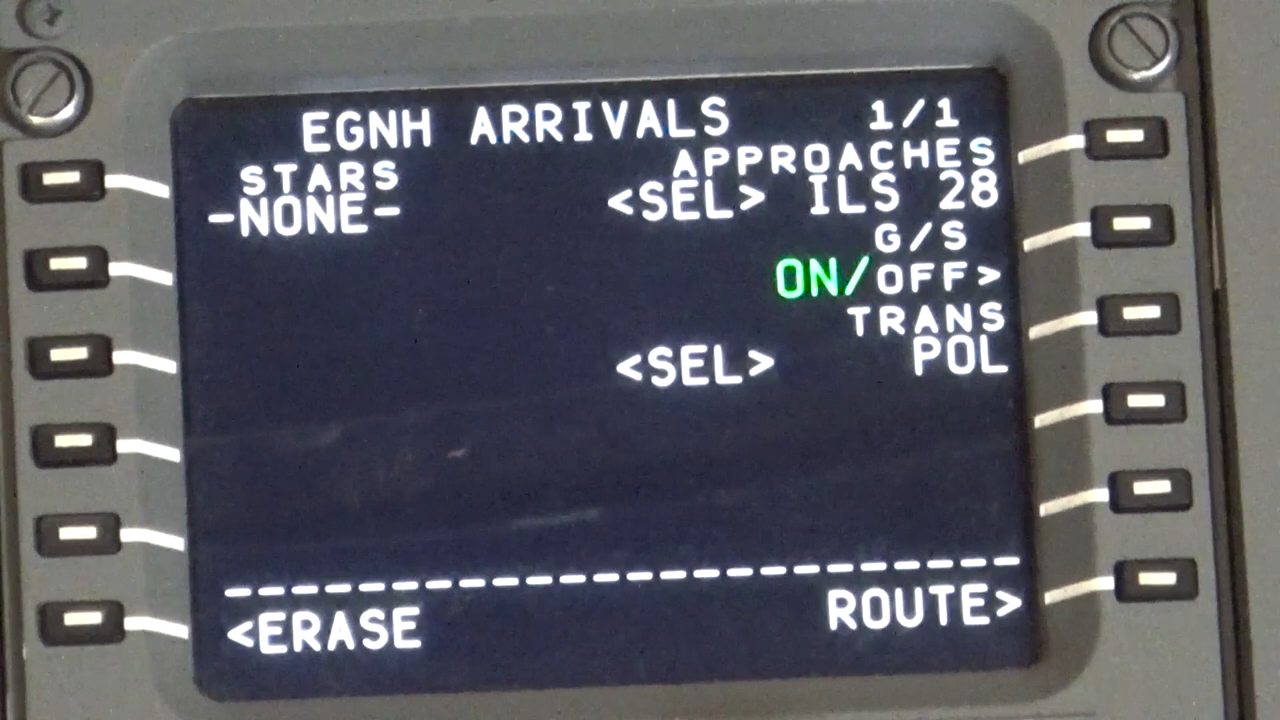 EGNH ARRIVALS 1/1
STARS APPROACHES
-NONE- <SEL> ILS 28
G/S
ON/OFF>
TRANS
<SEL> POL
------------------------------
<ERASE ROUTE>